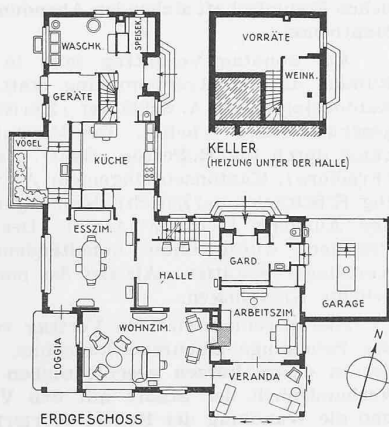 WASCHK.
SPEISEK.
GERÄTE
VORRÄTE
WEINK.
KELLER
(HEIZUNG UNTER DER HALLE)
VÖGEL
KÜCHE
ESSZIM.
HALLE
GARD.
GARAGE
ARBEITSZIM.
WOHNZIM.
LOGGIA
VERANDA
ERDGESCHOSS